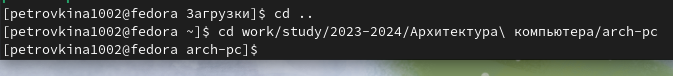 [petrovkina1002@fedora Загрузки]$ cd ..
[petrovkina1002@fedora ~]$ cd work/study/2023-2024/Архитектура\ компьютера/arch-pc
[petrovkina1002@fedora arch-pc]$